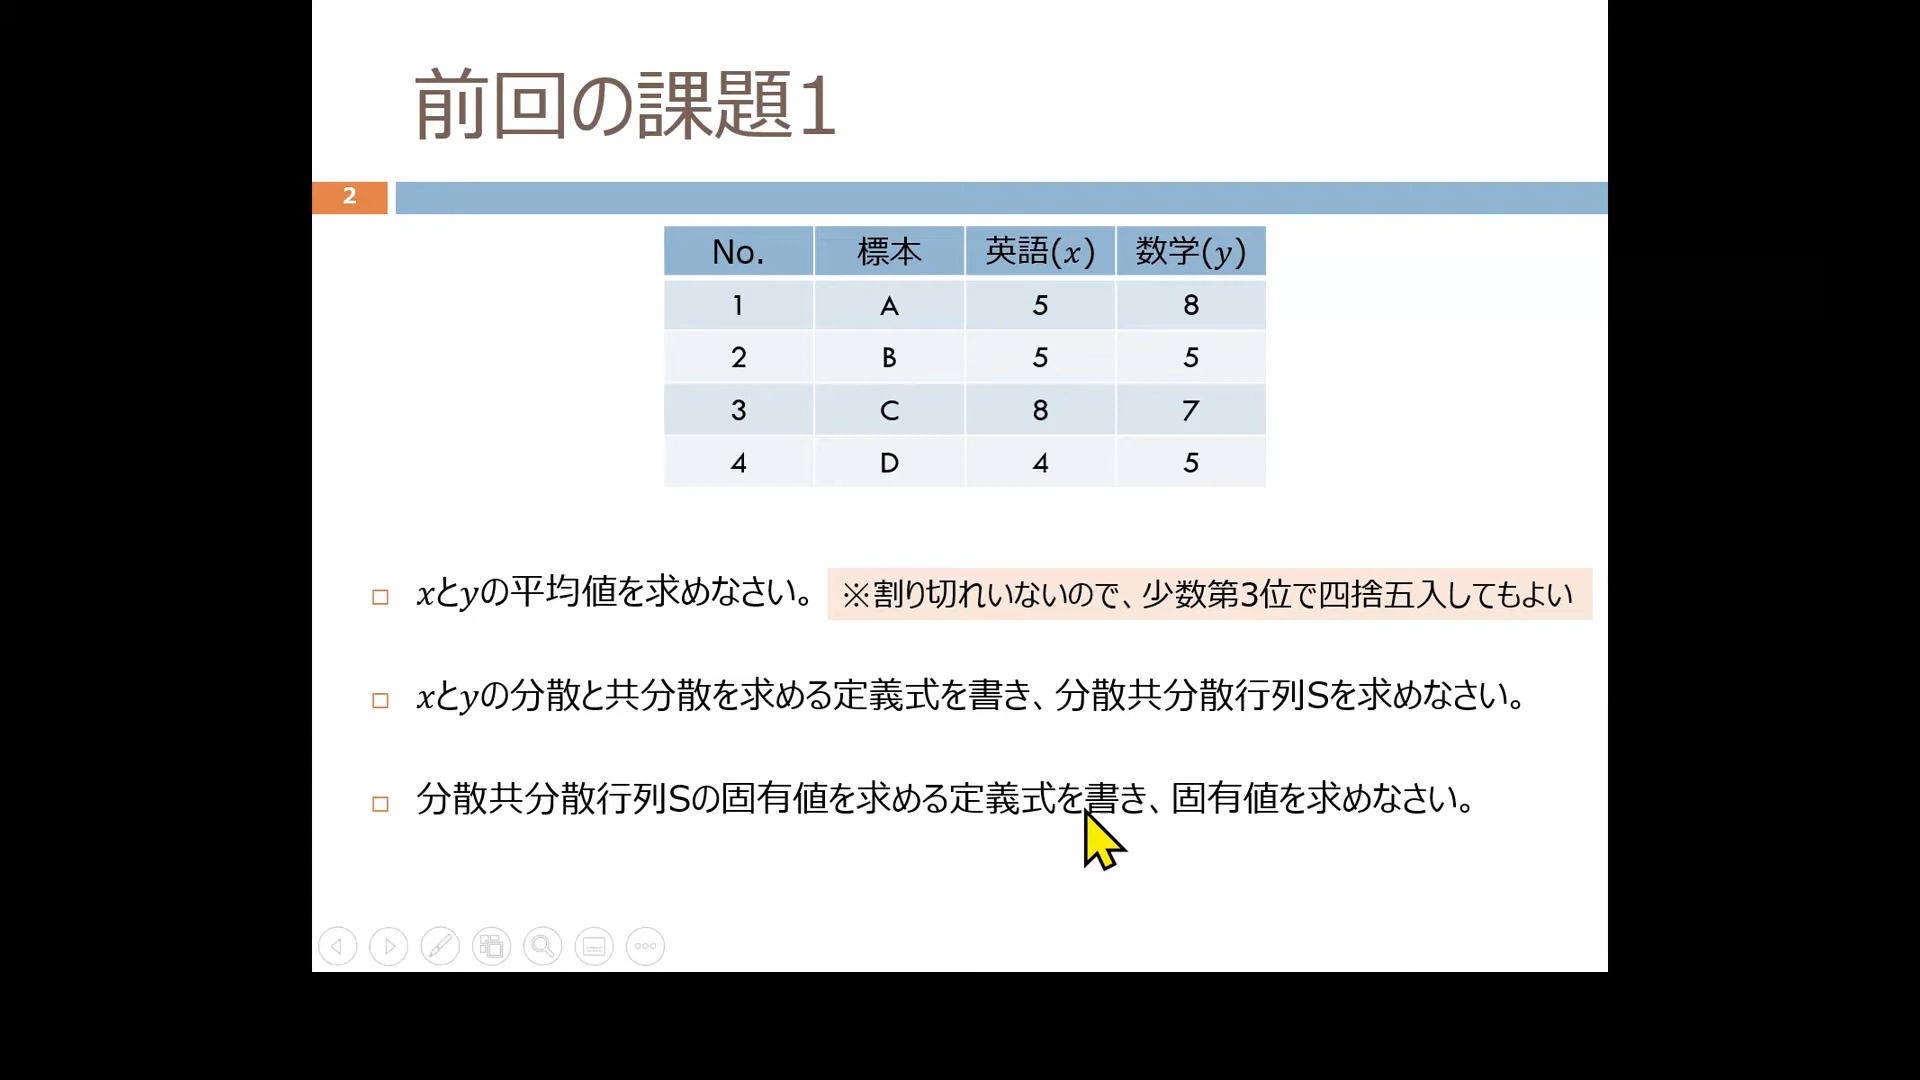 前回の課題1
2
No. 標本 英語(x) 数学(y)
1 A 5 8
2 B 5 5
3 C 8 7
4 D 4 5
xとyの平均値を求めなさい。 ※割り切れいないので、少数第3位で四捨五入してもよい
xとyの分散と共分散を求める定義式を書き、分散共分散行列Sを求めなさい。
分散共分散行列Sの固有値を求める定義式を書き、固有値を求めなさい。